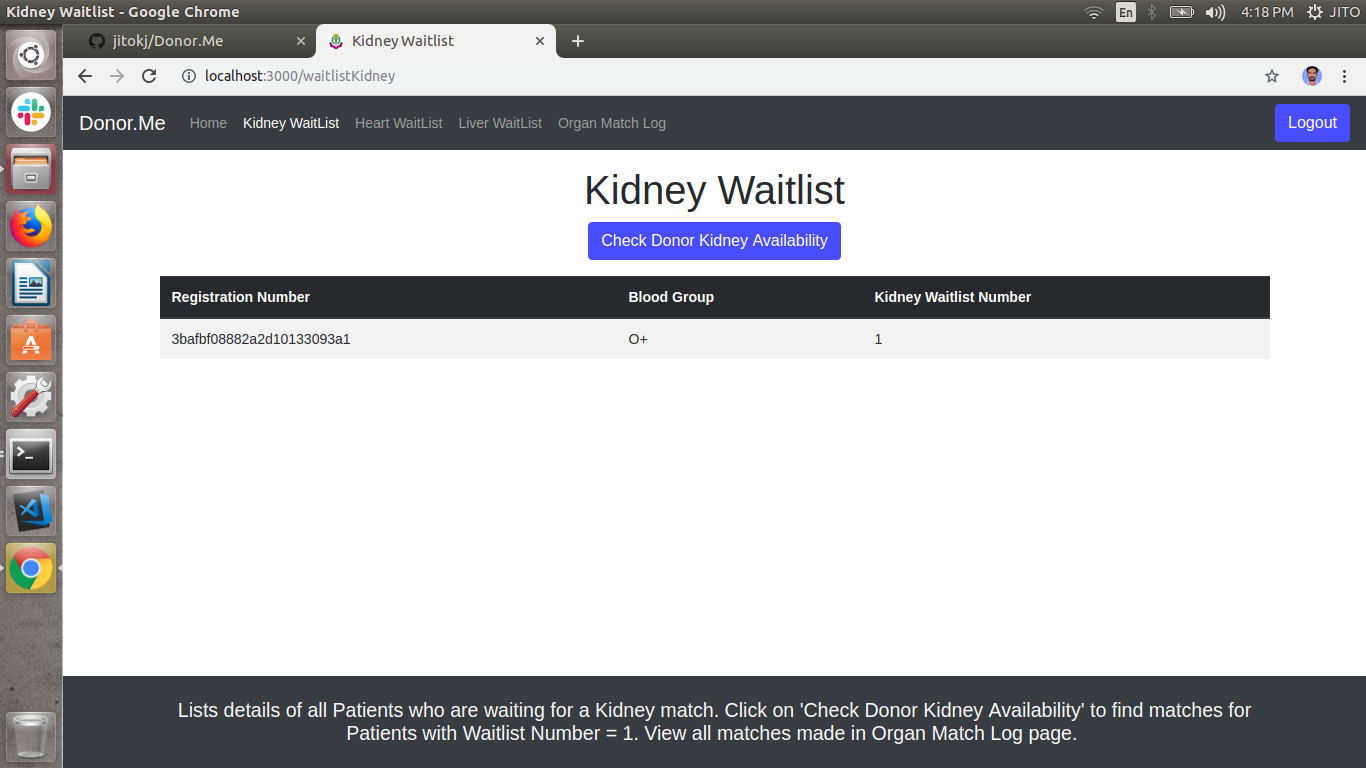 Kidney Waitlist - Google Chrome
En
4:18 PM
JITO
jitokj/Donor.Me
Kidney Waitlist
localhost:3000/waitlistKidney
Donor.Me Home Kidney WaitList Heart WaitList Liver WaitList Organ Match Log Logout
Kidney Waitlist
Check Donor Kidney Availability
Registration Number Blood Group Kidney Waitlist Number
3bafbf08882a2d10133093a1 O+ 1
Lists details of all Patients who are waiting for a Kidney match. Click on 'Check Donor Kidney Availability' to find matches for
Patients with Waitlist Number = 1. View all matches made in Organ Match Log page.